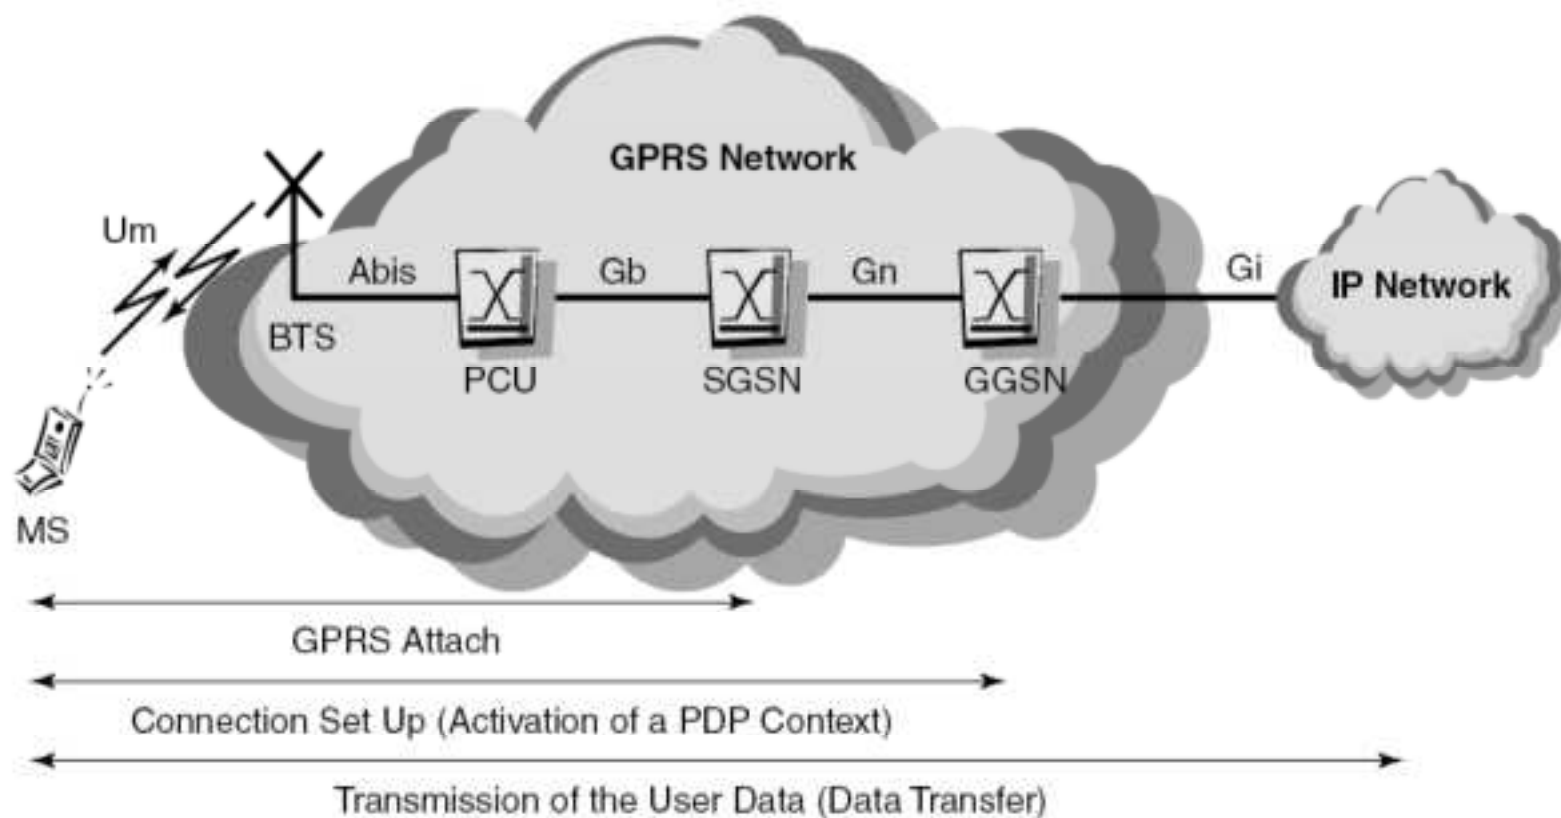 GPRS Network
Um
Abis
Gb
Gn
Gi
IP Network
BTS
PCU
SGSN
GGSN
MS
GPRS Attach
Connection Set Up (Activation of a PDP Context)
Transmission of the User Data (Data Transfer)